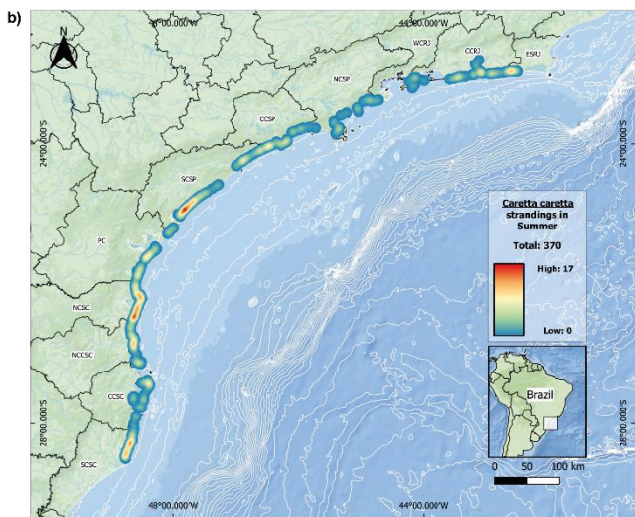 b)
48°00.000'W
44°00.000'W
N
WCRJ
CCRJ
ESRJ
NCSP
CCSP
24°00.000'S
24°00.000'S
SCSP
Caretta caretta
strandings in
Summer
Total: 370
PC
High: 17
NCSC
Low: 0
NCCSC
Brazil
CCSC
28°00.000'S
28°00.000'S
SCSC
0 50 100 km
48°00.000'W
44°00.000'W